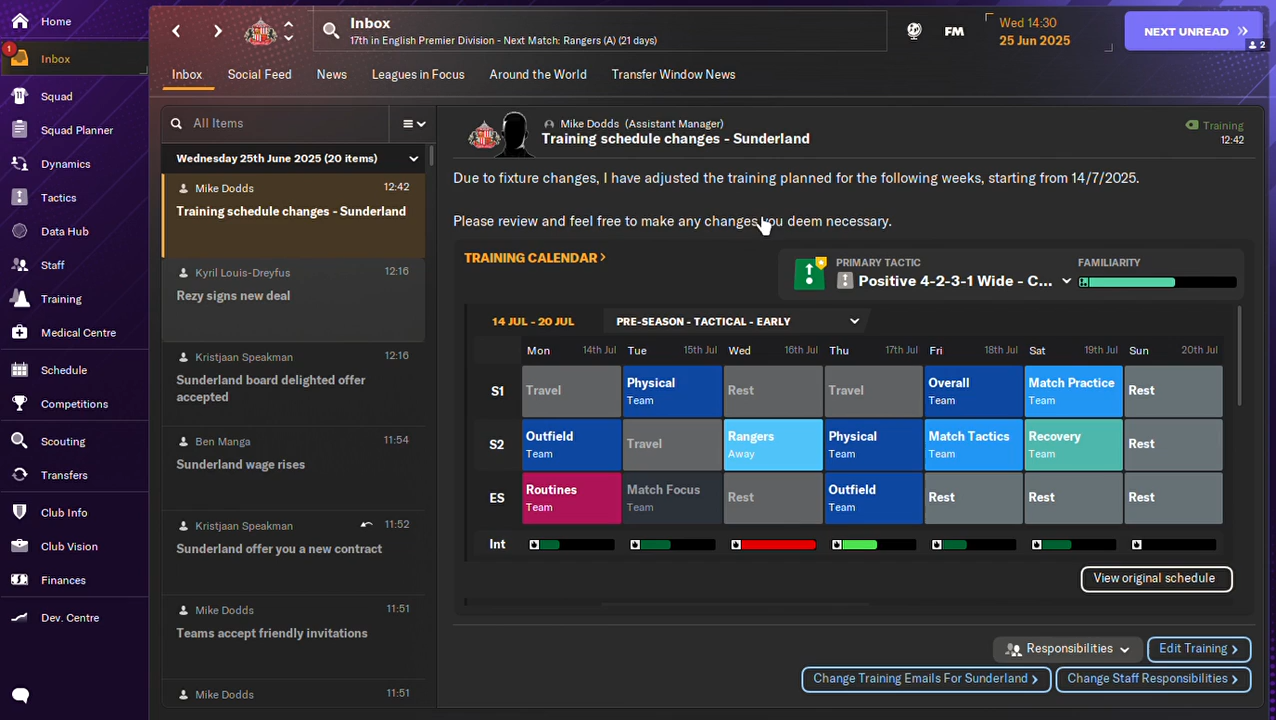 Home
Inbox
1
Squad
Squad Planner
Dynamics
Tactics
Data Hub
Staff
Training
Medical Centre
Schedule
Competitions
Scouting
Transfers
Club Info
Club Vision
Finances
Dev. Centre
Inbox
17th in English Premier Division - Next Match: Rangers (A) (21 days)
FM
Wed 14:30
25 Jun 2025
NEXT UNREAD
2
Inbox Social Feed News Leagues in Focus Around the World Transfer Window News
All Items
Wednesday 25th June 2025 (20 items)
Mike Dodds 12:42
Training schedule changes - Sunderland
Kyril Louis-Dreyfus 12:16
Rezy signs new deal
Kristjaan Speakman 12:16
Sunderland board delighted offer
accepted
Ben Manga 11:54
Sunderland wage rises
Kristjaan Speakman 11:52
Sunderland offer you a new contract
Mike Dodds 11:51
Teams accept friendly invitations
Mike Dodds 11:51
Mike Dodds (Assistant Manager)
Training schedule changes - Sunderland
Training
12:42
Due to fixture changes, I have adjusted the training planned for the following weeks, starting from 14/7/2025.
Please review and feel free to make any changes you deem necessary.
TRAINING CALENDAR >
PRIMARY TACTIC
Positive 4-2-3-1 Wide - C...
FAMILIARITY
14 JUL - 20 JUL PRE-SEASON - TACTICAL - EARLY
Mon 14th Jul Tue 15th Jul Wed 16th Jul Thu 17th Jul Fri 18th Jul Sat 19th Jul Sun 20th Jul
S1 Travel Physical Team Rest Travel Overall Team Match Practice Team Rest
S2 Outfield Team Travel Rangers Away Physical Team Match Tactics Team Recovery Team Rest
ES Routines Team Match Focus Team Rest Outfield Team Rest Rest Rest
Int
View original schedule
Responsibilities
Edit Training >
Change Training Emails For Sunderland >
Change Staff Responsibilities >